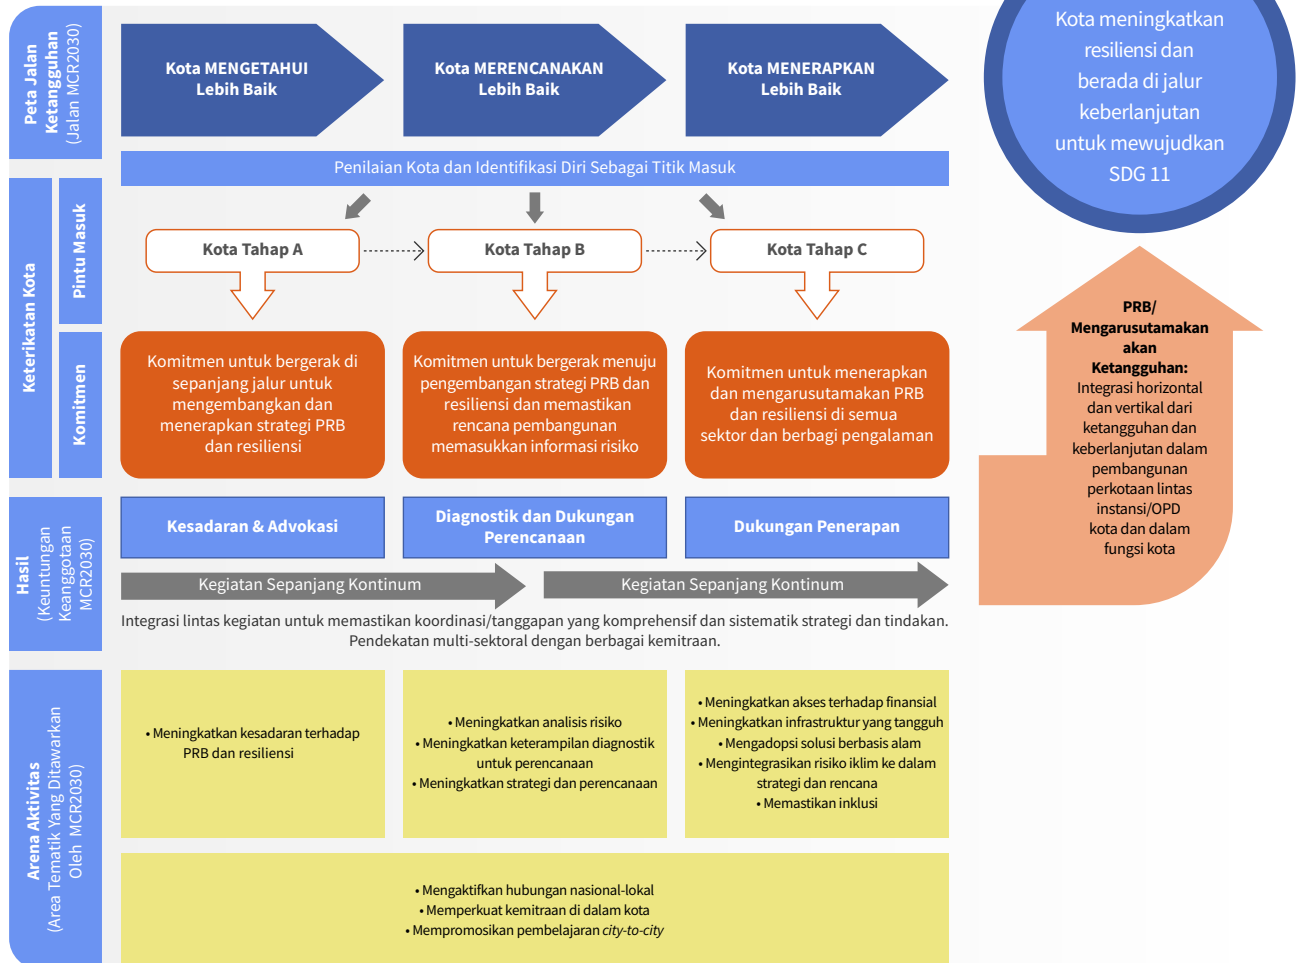 Peta Jalan
Ketangguhan
(Jalan MCR2030)
Kota MENGETAHUI
Lebih Baik
Kota MERENCANAKAN
Lebih Baik
Kota MENERAPKAN
Lebih Baik
Penilaian Kota dan Identifikasi Diri Sebagai Titik Masuk
Keterikatan Kota
Pintu Masuk
Kota Tahap A
Kota Tahap B
Kota Tahap C
Komitmen
Komitmen untuk bergerak di
sepanjang jalur untuk
mengembangkan dan
menerapkan strategi PRB
dan resiliensi
Komitmen untuk bergerak menuju
pengembangan strategi PRB dan
resiliensi dan memastikan
rencana pembangunan
memasukkan informasi risiko
Komitmen untuk menerapkan
dan mengarusutamakan PRB
dan resiliensi di semua
sektor dan berbagi pengalaman
Hasil
(Keuntungan
Keanggotaan
MCR2030)
Kesadaran & Advokasi
Diagnostik dan Dukungan
Perencanaan
Dukungan Penerapan
Kegiatan Sepanjang Kontinum
Kegiatan Sepanjang Kontinum
Integrasi lintas kegiatan untuk memastikan koordinasi/tanggapan yang komprehensif dan sistematik strategi dan tindakan.
Pendekatan multi-sektoral dengan berbagai kemitraan.
Arena Aktivitas
(Area Tematik Yang Ditawarkan
Oleh MCR2030)
• Meningkatkan kesadaran terhadap
PRB dan resiliensi
• Meningkatkan analisis risiko
• Meningkatkan keterampilan diagnostik
untuk perencanaan
• Meningkatkan strategi dan perencanaan
• Meningkatkan akses terhadap finansial
• Meningkatkan infrastruktur yang tangguh
• Mengadopsi solusi berbasis alam
• Mengintegrasikan risiko iklim ke dalam
strategi dan rencana
• Memastikan inklusi
• Mengaktifkan hubungan nasional-lokal
• Memperkuat kemitraan di dalam kota
• Mempromosikan pembelajaran city-to-city
Kota meningkatkan
resiliensi dan
berada di jalur
keberlanjutan
untuk mewujudkan
SDG 11
PRB/
Mengarusutamakan
akan
Ketangguhan:
Integrasi horizontal
dan vertikal dari
ketangguhan dan
keberlanjutan dalam
pembangunan
perkotaan lintas
instansi/OPD
kota dan dalam
fungsi kota